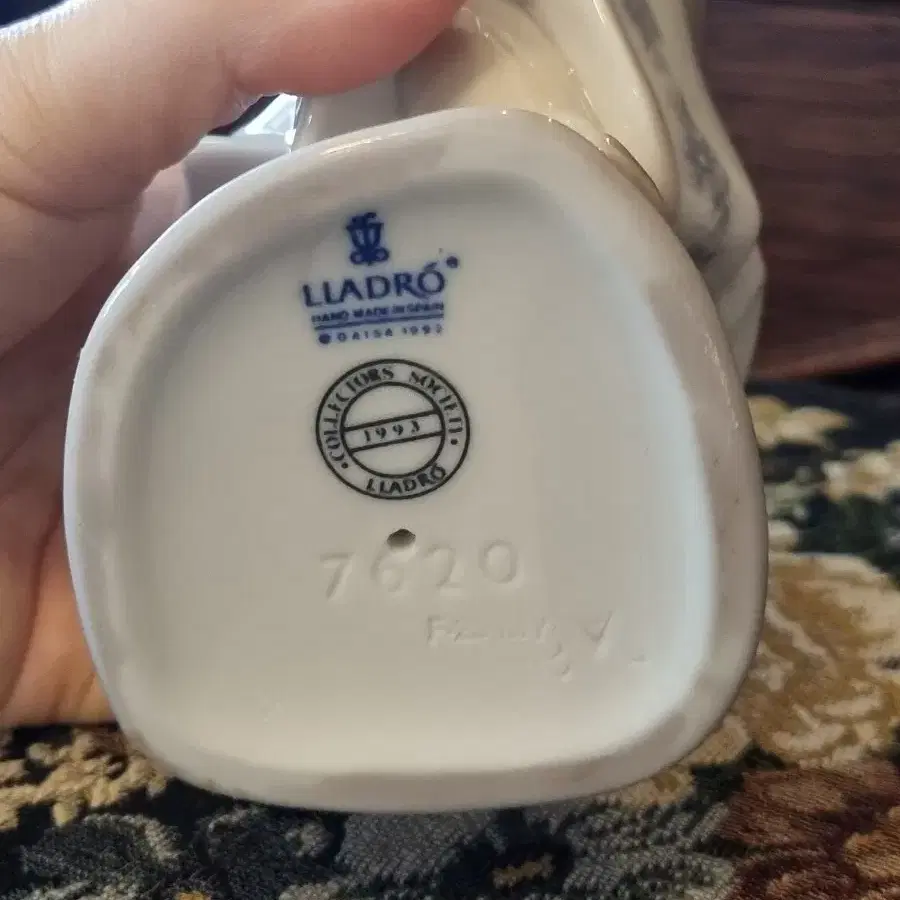 LLADRÓ
HAND MADE IN SPAIN
© DAISA 1992
COLLECTORS SOCIETY
1993
LLADRÓ
7620